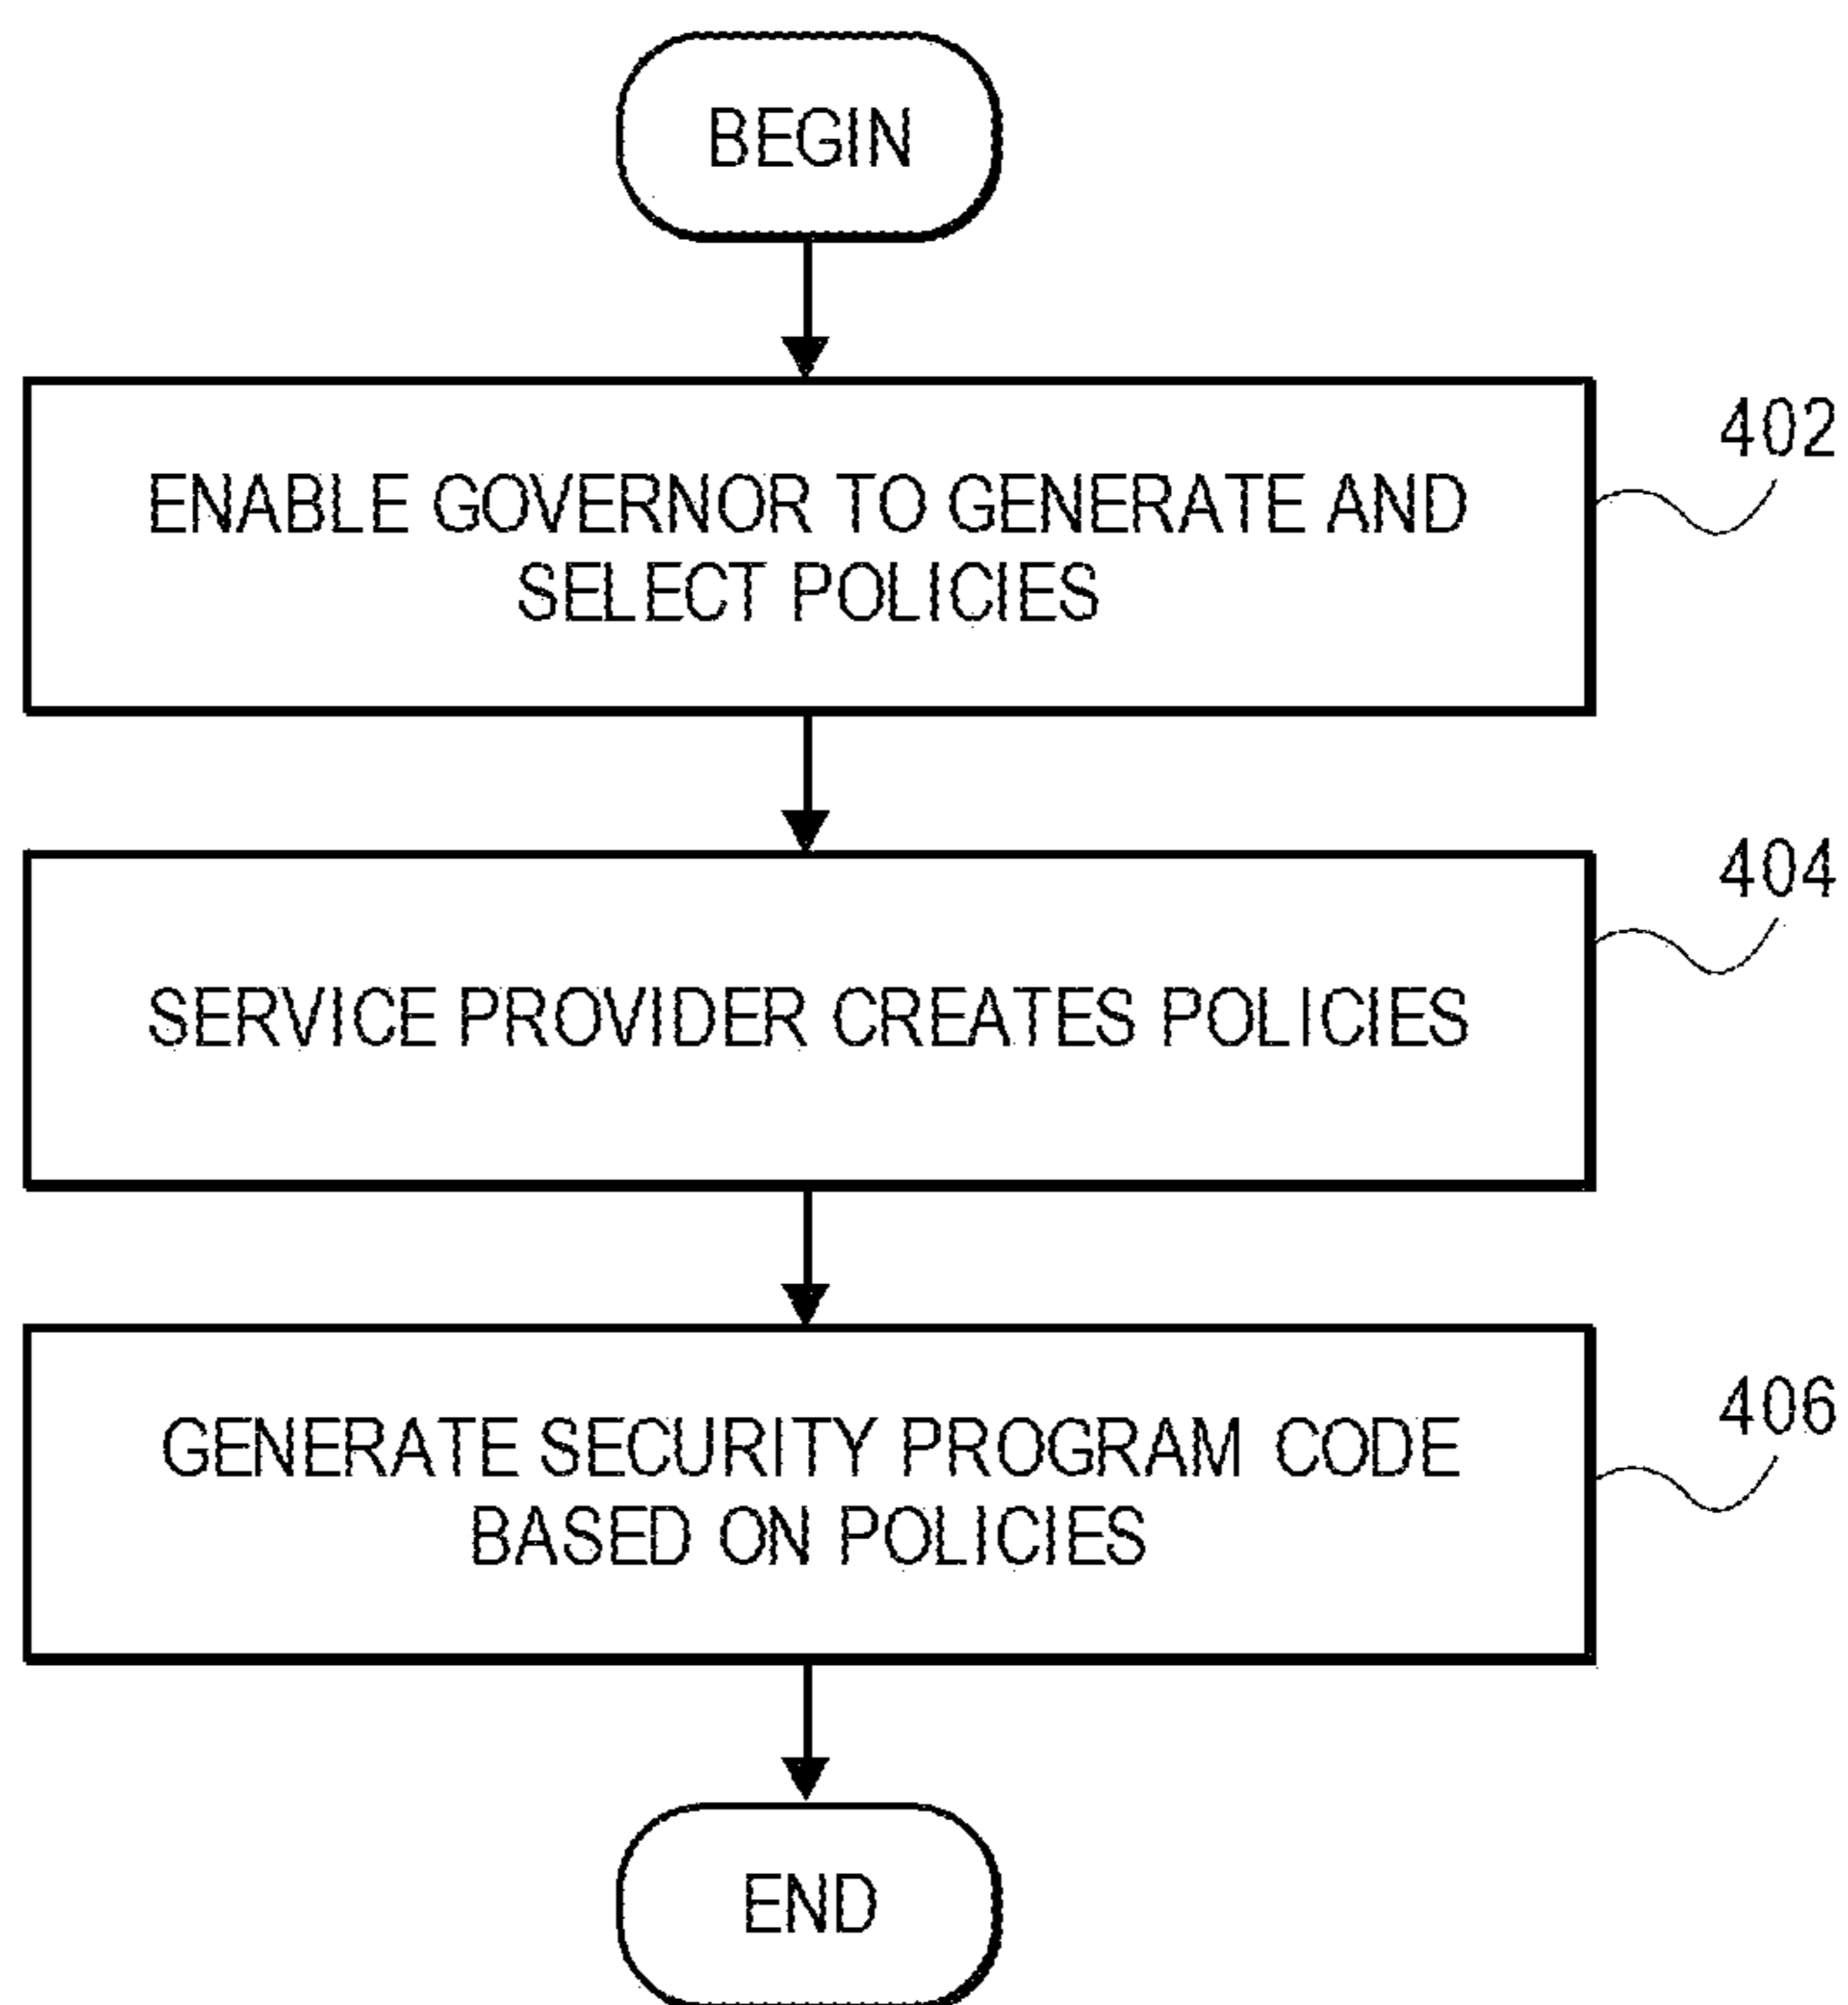 BEGIN
402
ENABLE GOVERNOR TO GENERATE AND
SELECT POLICIES
404
SERVICE PROVIDER CREATES POLICIES
406
GENERATE SECURITY PROGRAM CODE
BASED ON POLICIES
END